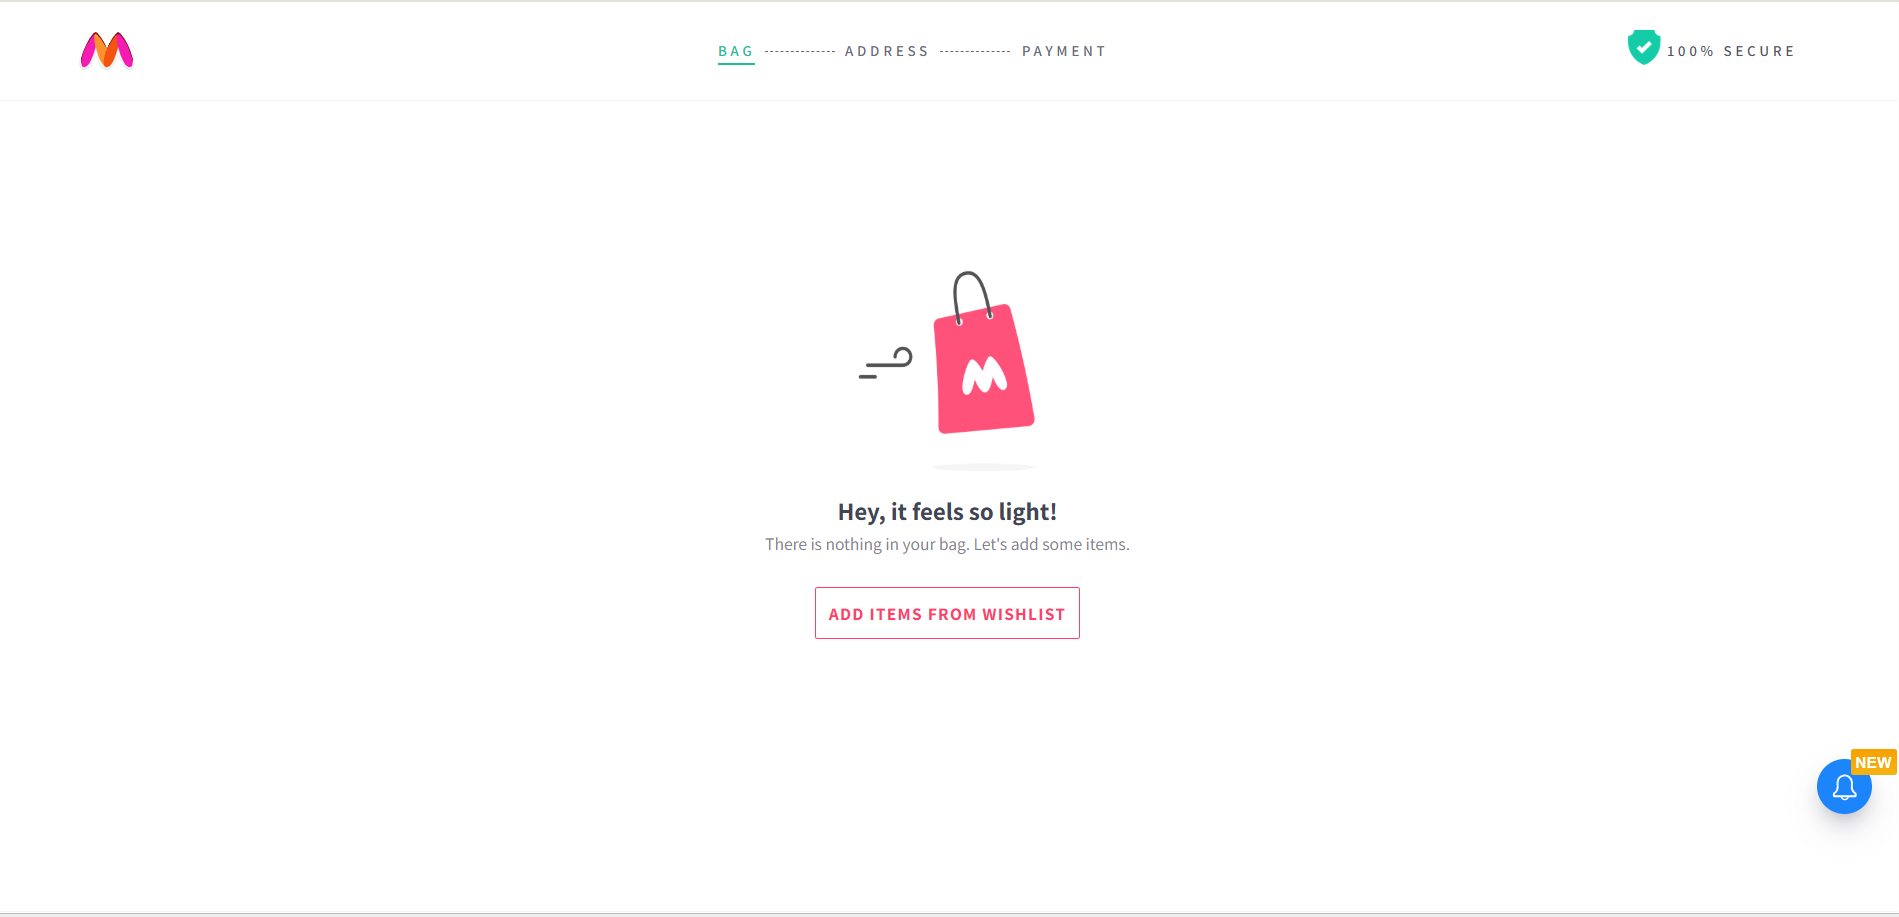 BAG ADDRESS PAYMENT
100% SECURE
Hey, it feels so light!
There is nothing in your bag. Let's add some items.
ADD ITEMS FROM WISHLIST
NEW